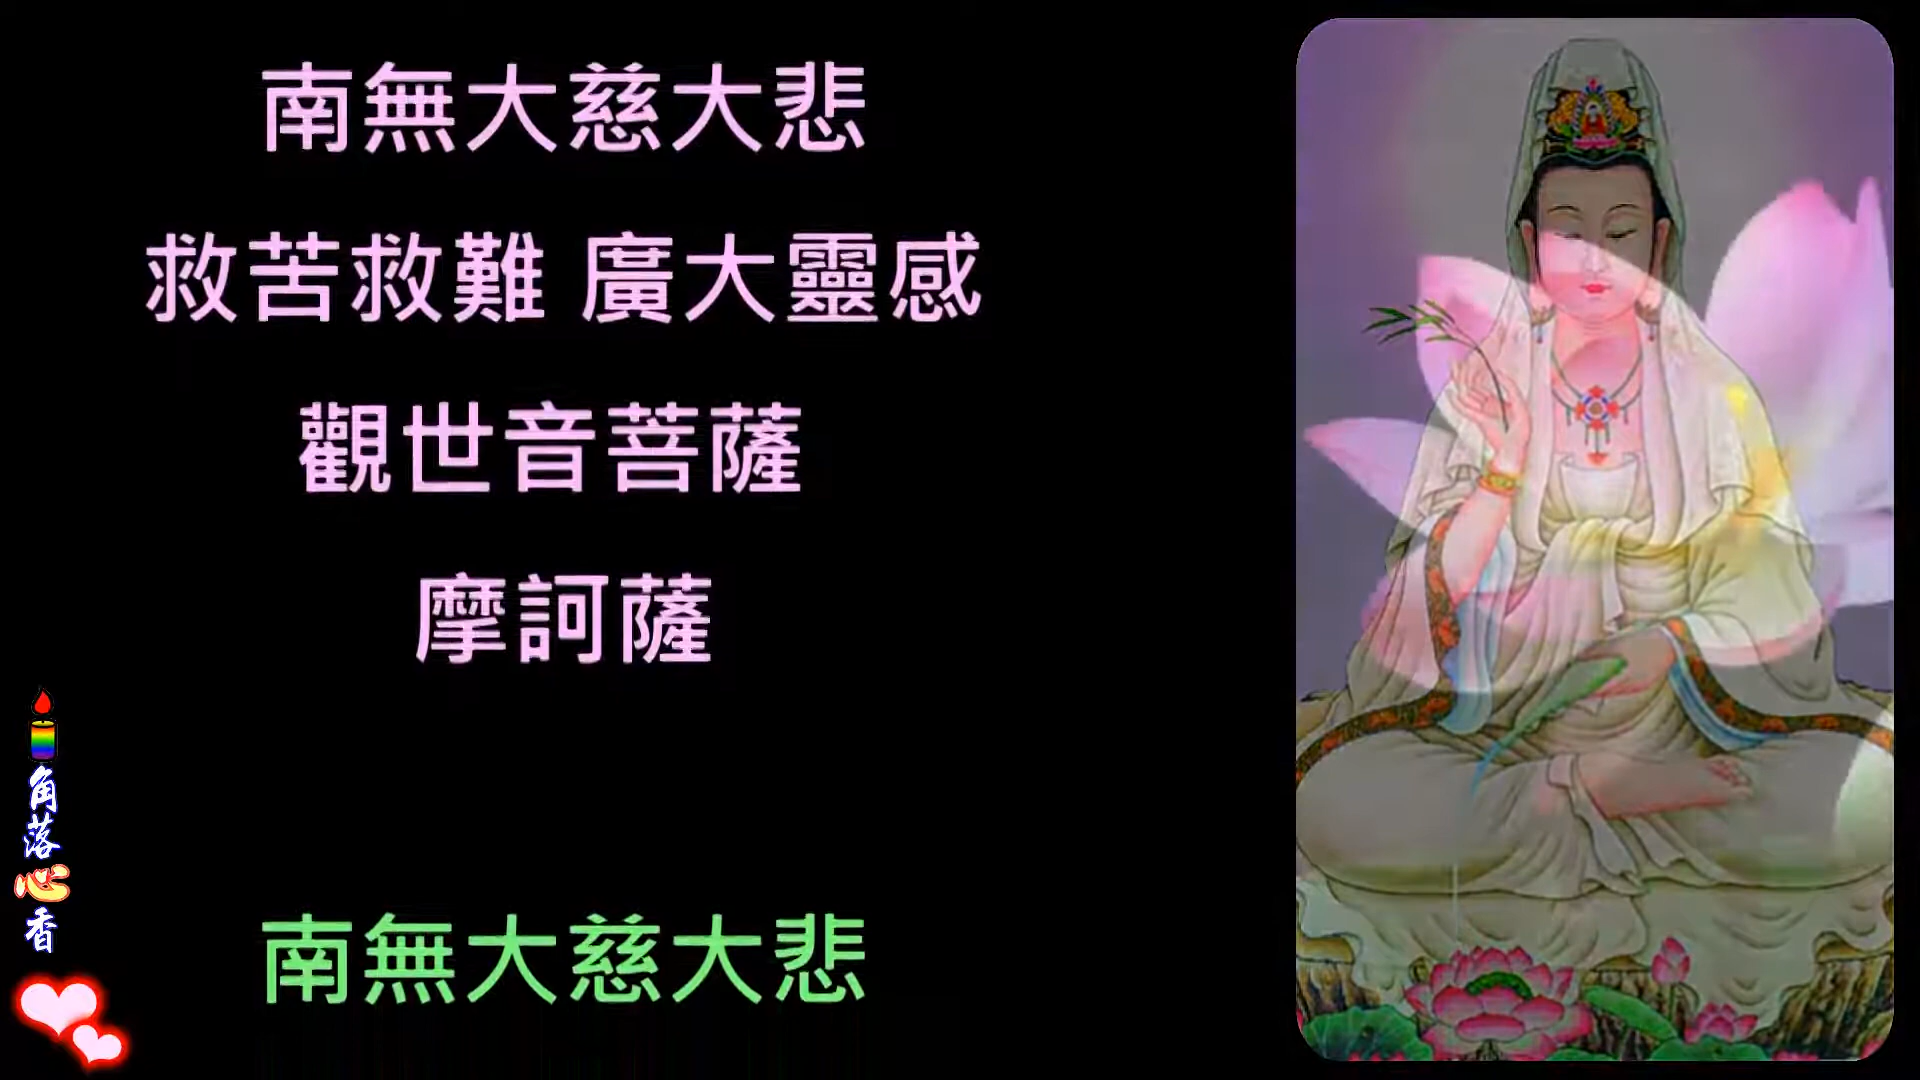 南無大慈大悲
救苦救難 廣大靈感
觀世音菩薩
摩訶薩
南無大慈大悲
角落心香